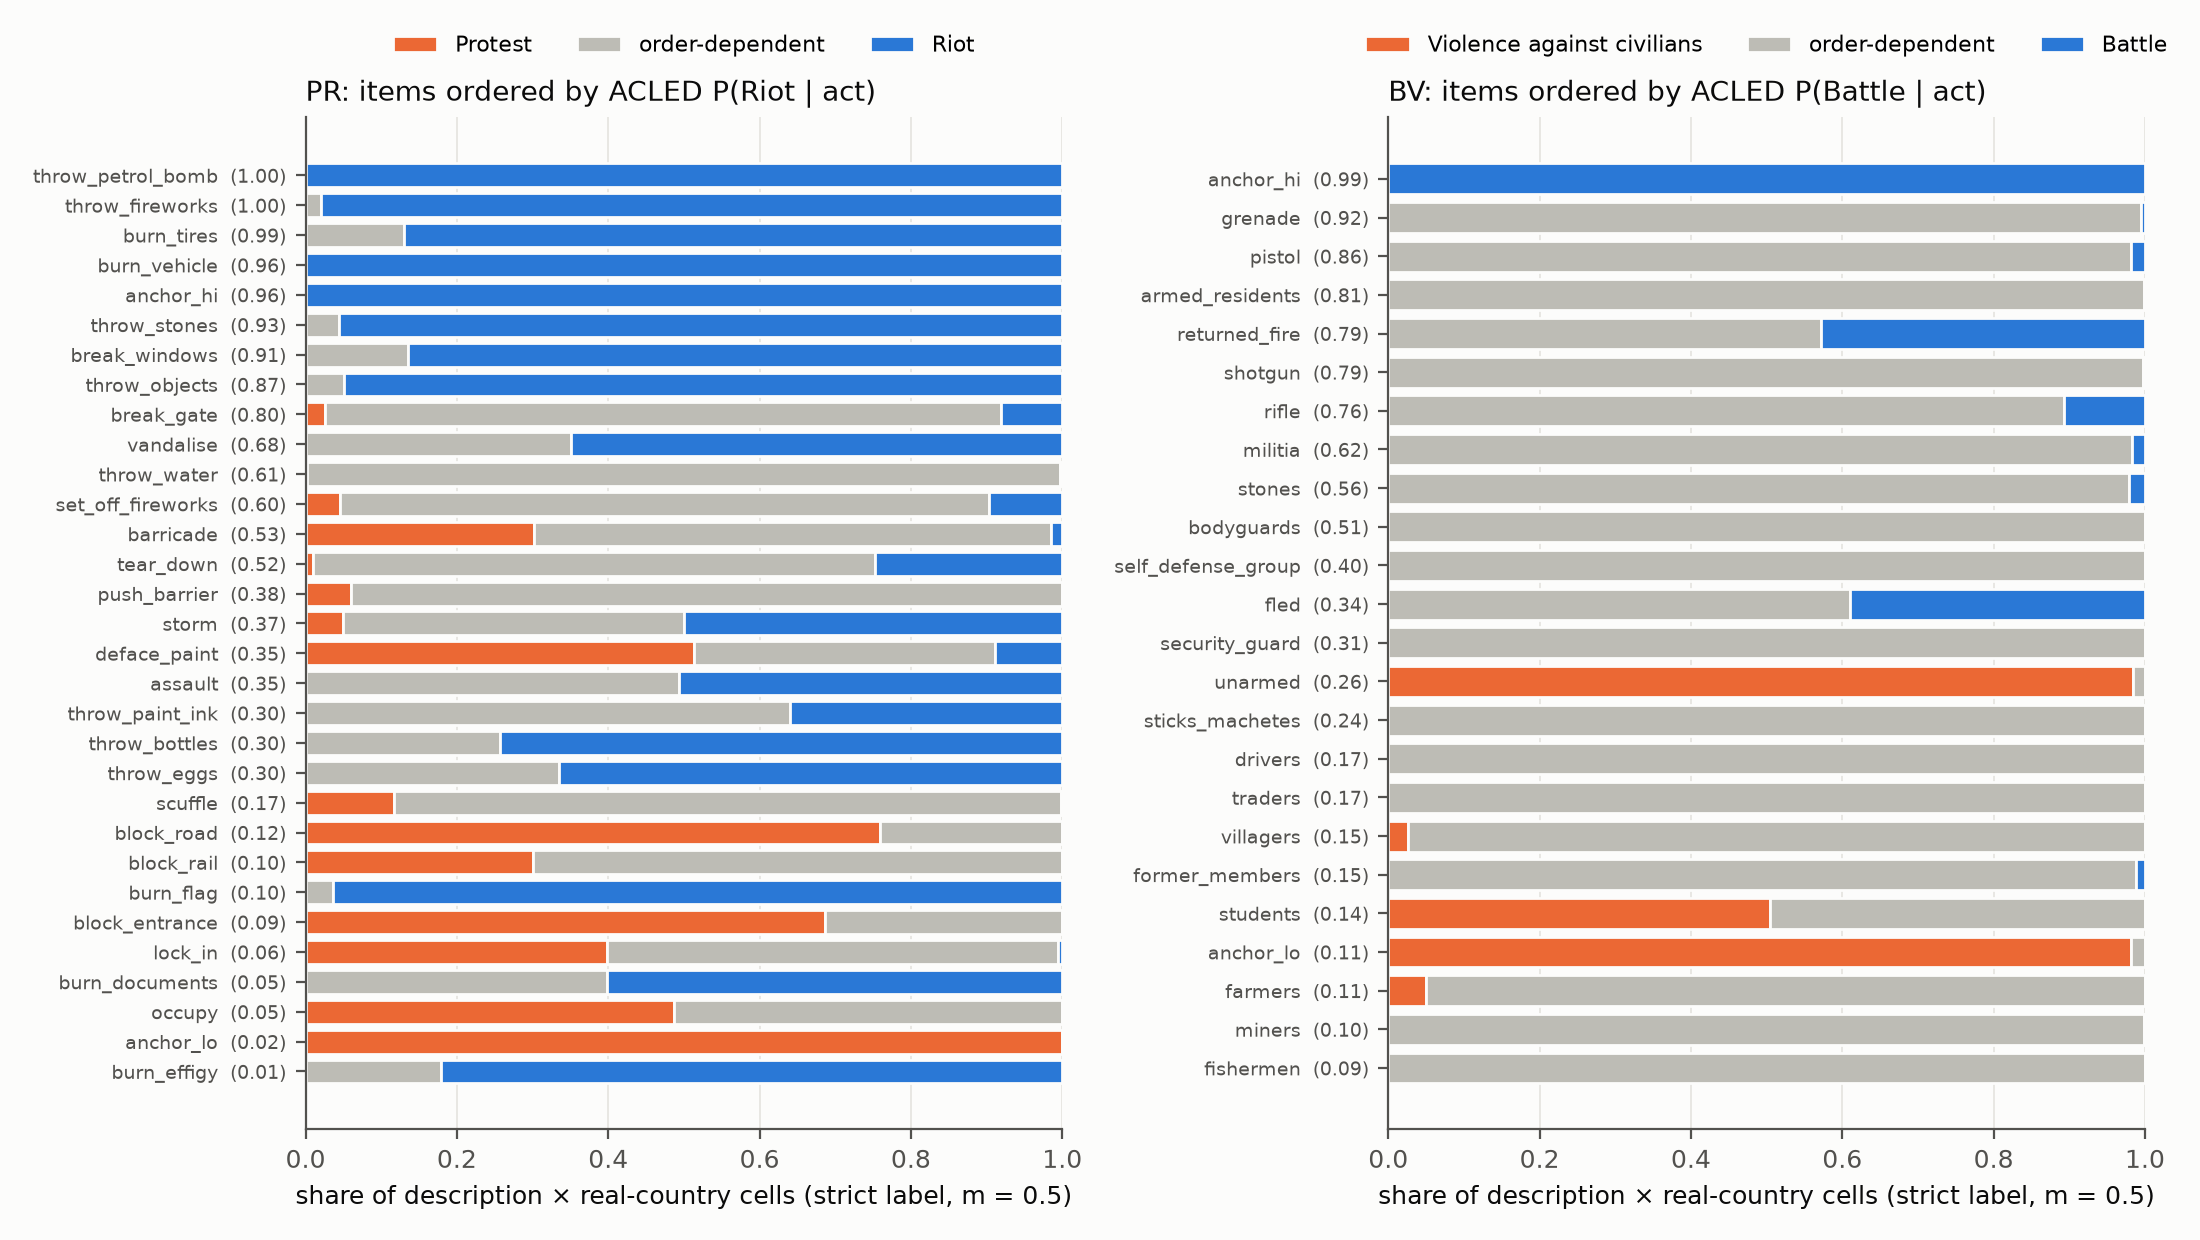 Protest order-dependent Riot
PR: items ordered by ACLED P(Riot | act)
throw_petrol_bomb (1.00)
throw_fireworks (1.00)
burn_tires (0.99)
burn_vehicle (0.96)
anchor_hi (0.96)
throw_stones (0.93)
break_windows (0.91)
throw_objects (0.87)
break_gate (0.80)
vandalise (0.68)
throw_water (0.61)
set_off_fireworks (0.60)
barricade (0.53)
tear_down (0.52)
push_barrier (0.38)
storm (0.37)
deface_paint (0.35)
assault (0.35)
throw_paint_ink (0.30)
throw_bottles (0.30)
throw_eggs (0.30)
scuffle (0.17)
block_road (0.12)
block_rail (0.10)
burn_flag (0.10)
block_entrance (0.09)
lock_in (0.06)
burn_documents (0.05)
occupy (0.05)
anchor_lo (0.02)
burn_effigy (0.01)
0.0 0.2 0.4 0.6 0.8 1.0
share of description × real-country cells (strict label, m = 0.5)
Violence against civilians order-dependent Battle
BV: items ordered by ACLED P(Battle | act)
anchor_hi (0.99)
grenade (0.92)
pistol (0.86)
armed_residents (0.81)
returned_fire (0.79)
shotgun (0.79)
rifle (0.76)
militia (0.62)
stones (0.56)
bodyguards (0.51)
self_defense_group (0.40)
fled (0.34)
security_guard (0.31)
unarmed (0.26)
sticks_machetes (0.24)
drivers (0.17)
traders (0.17)
villagers (0.15)
former_members (0.15)
students (0.14)
anchor_lo (0.11)
farmers (0.11)
miners (0.10)
fishermen (0.09)
0.0 0.2 0.4 0.6 0.8 1.0
share of description × real-country cells (strict label, m = 0.5)